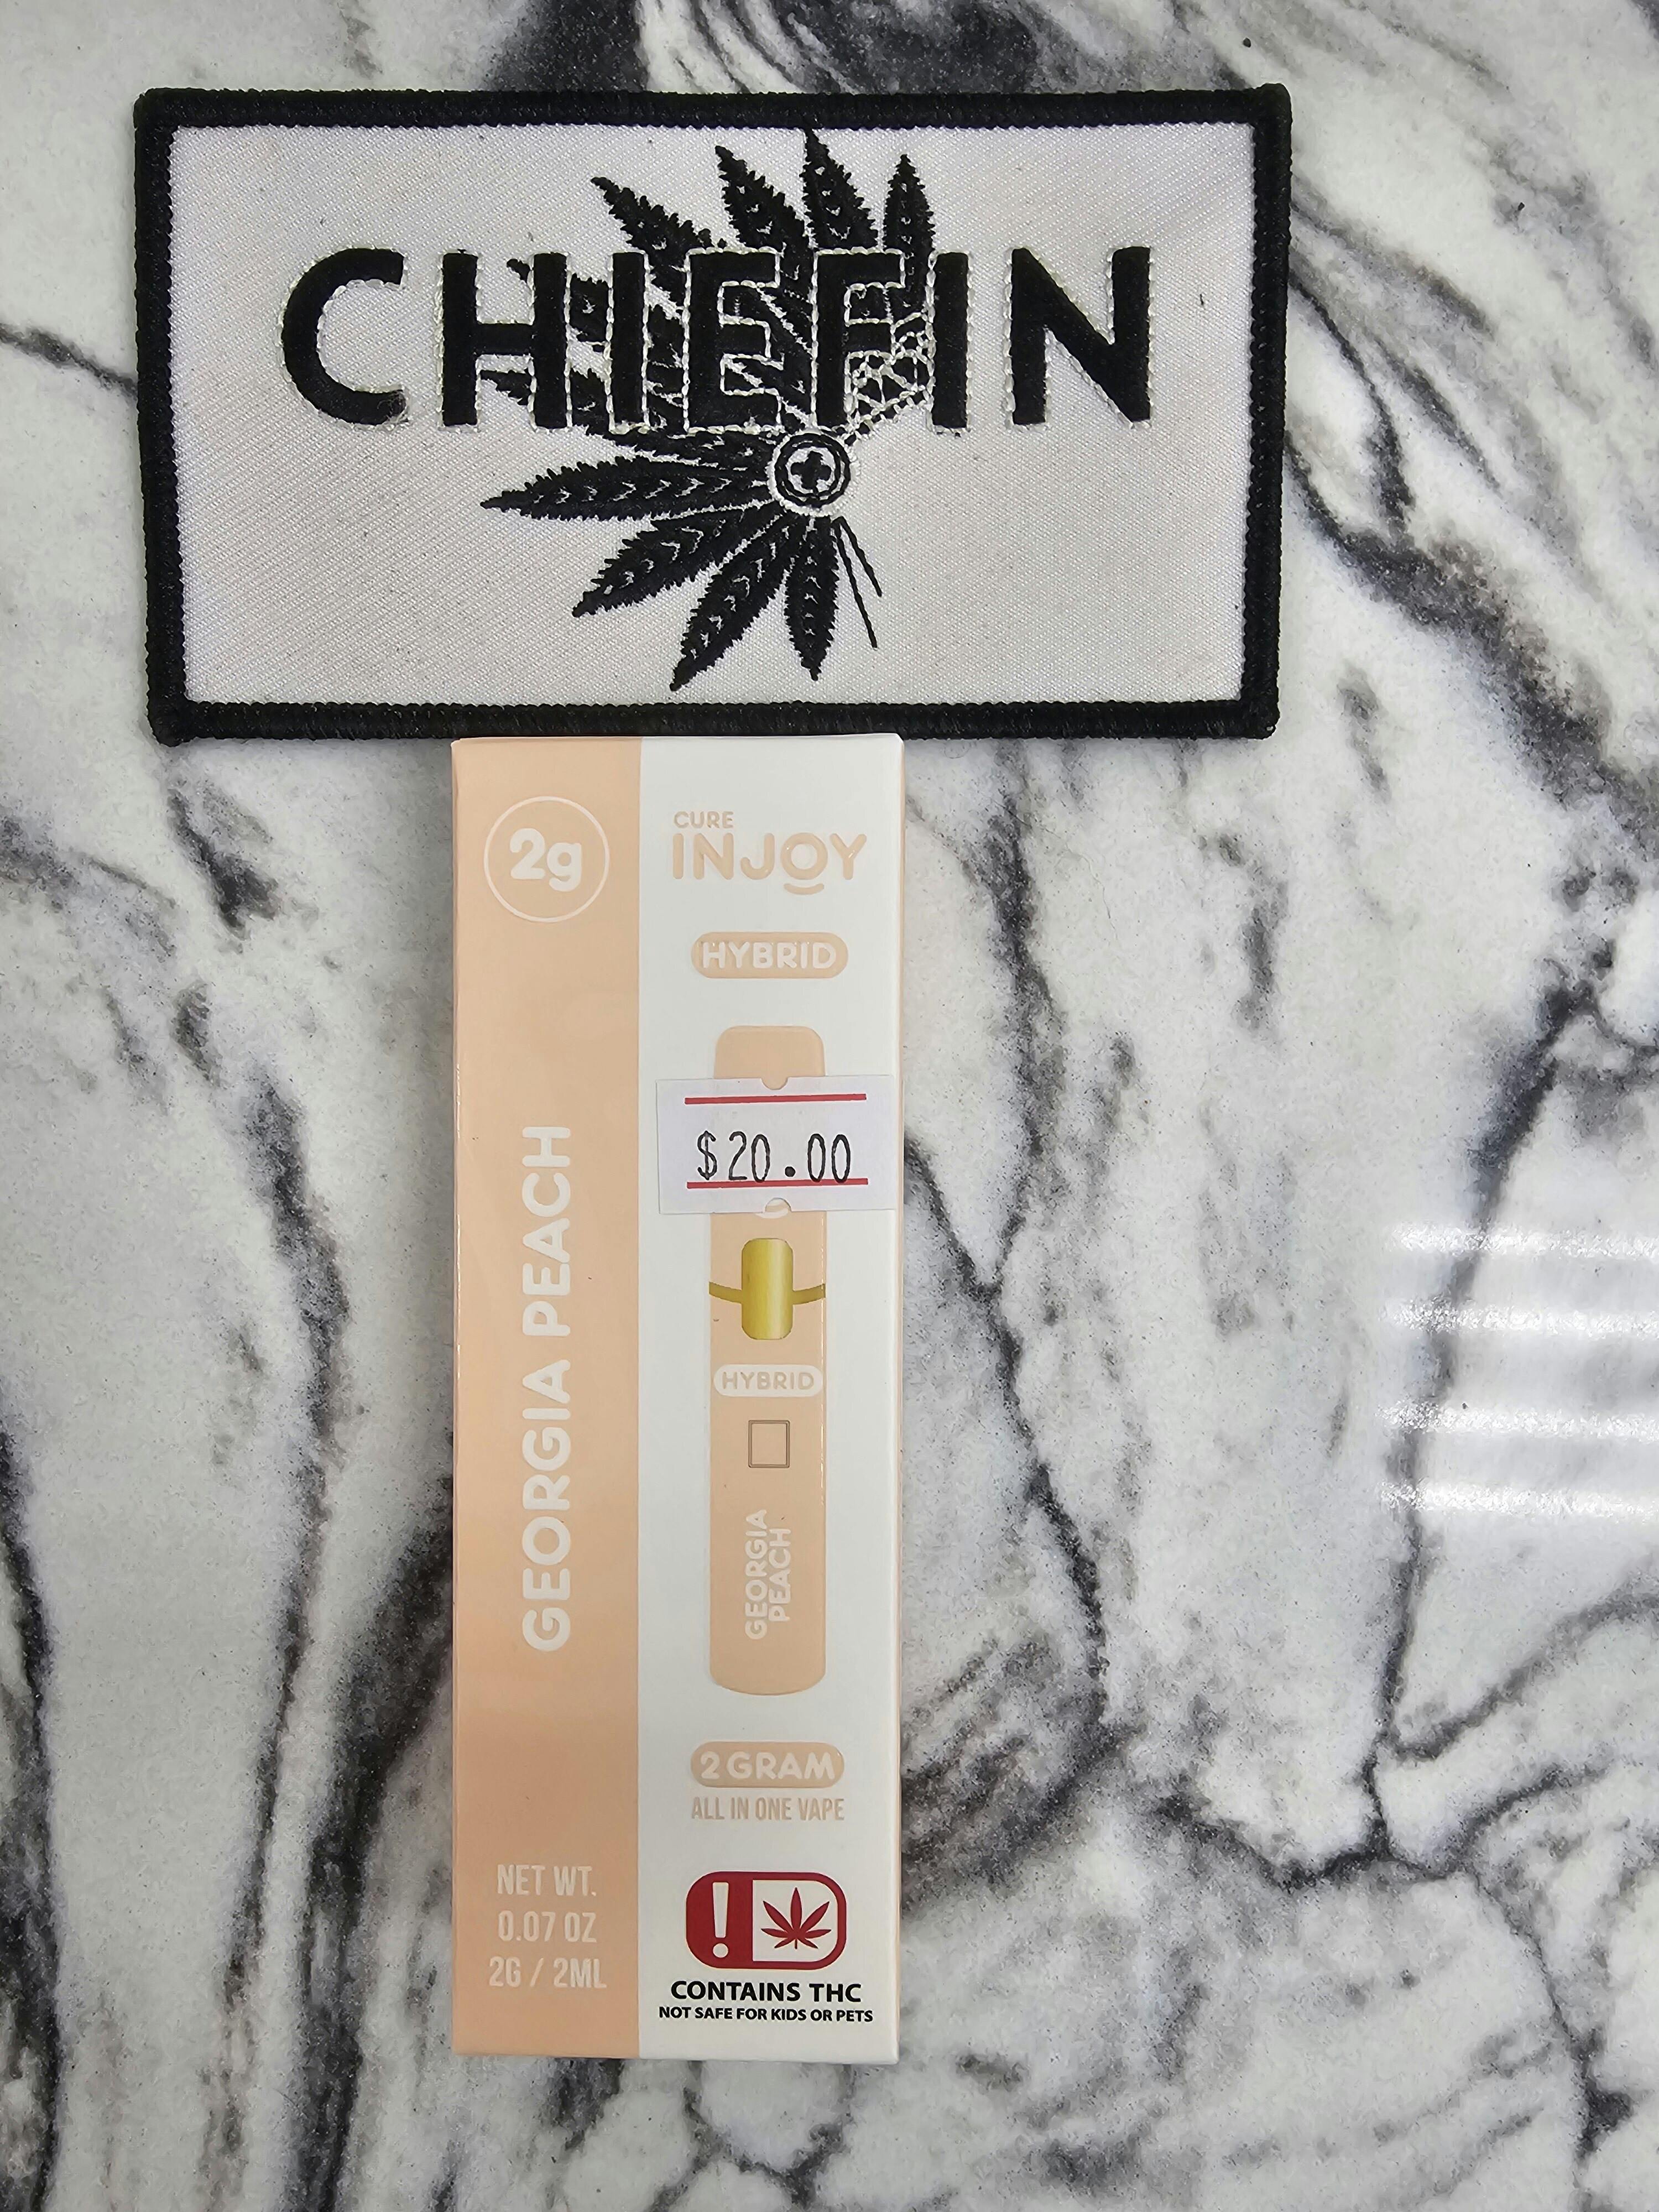 CHIEFIN
2g
GEORGIA PEACH
NET WT.
0.07 OZ
2G / 2ML
CURE
INJOY
HYBRID
$20.00
HYBRID
GEORGIA
PEACH
2 GRAM
ALL IN ONE VAPE
CONTAINS THC
NOT SAFE FOR KIDS OR PETS